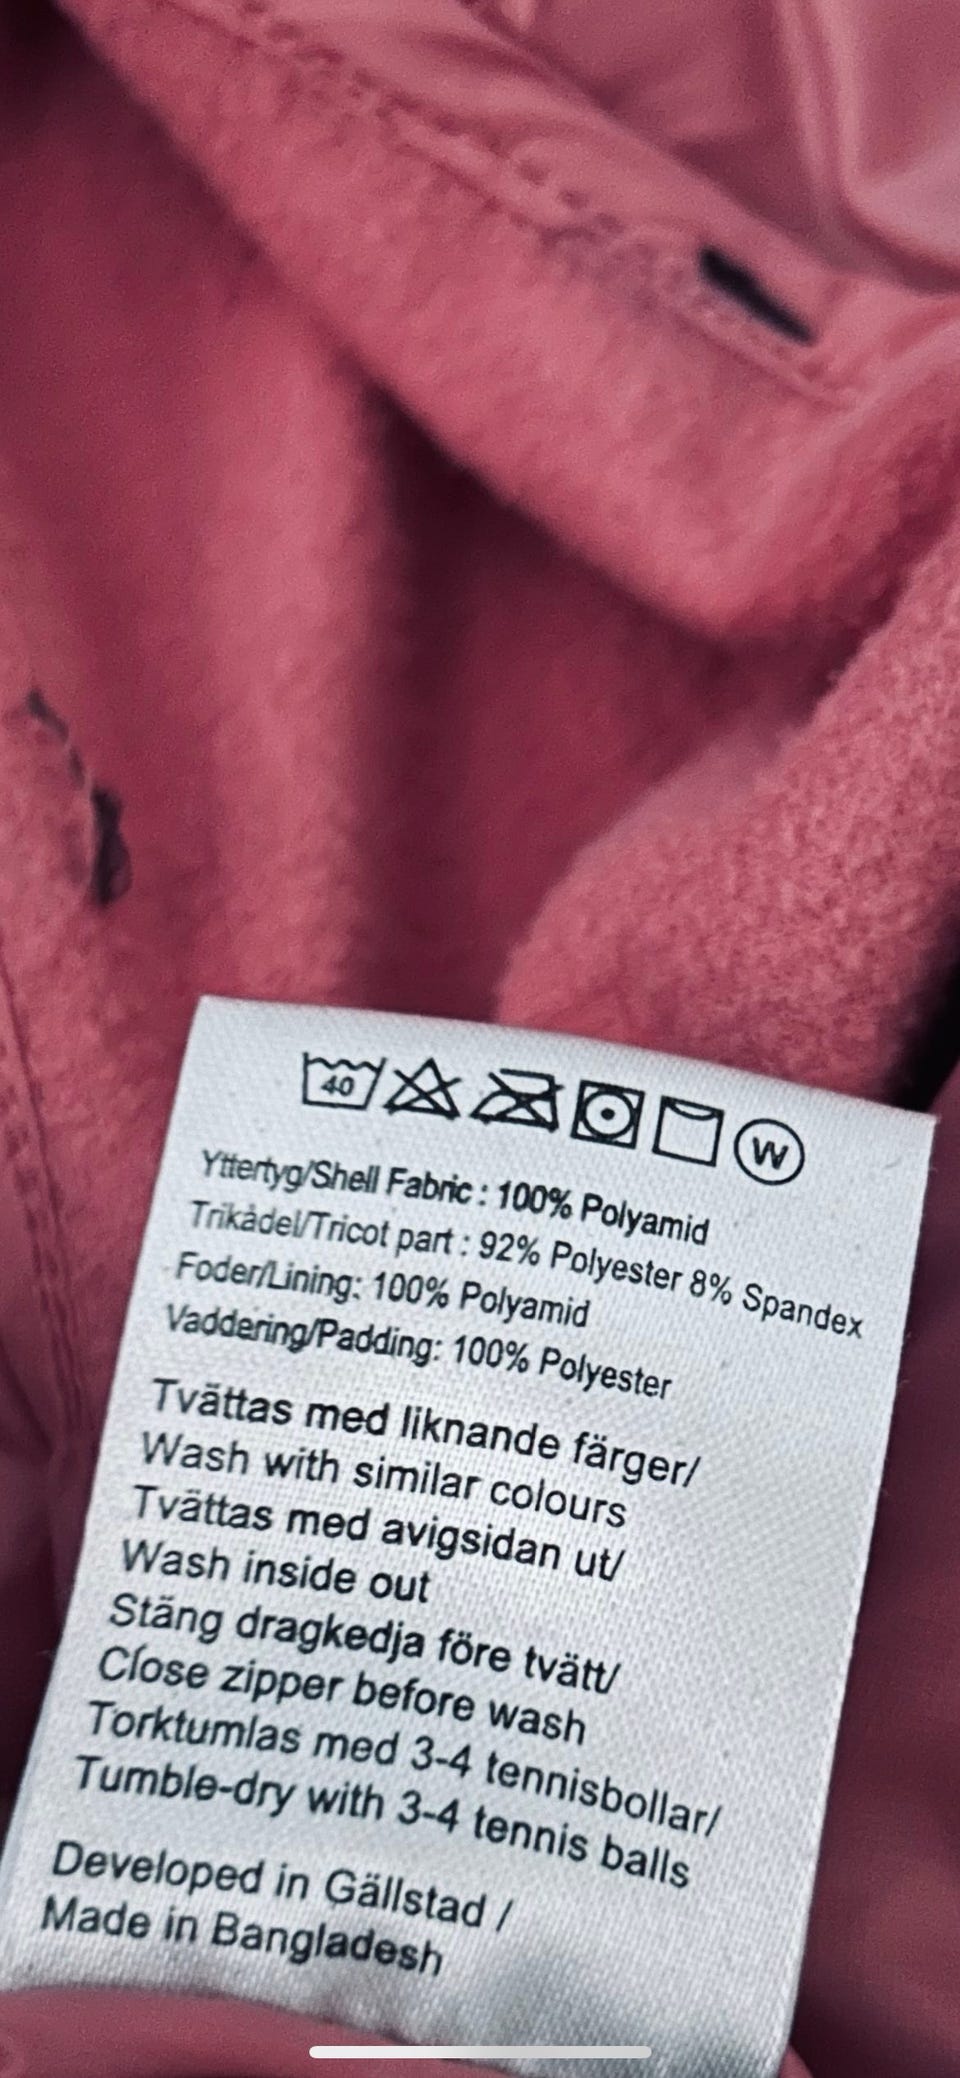 40 W
Yttertyg/Shell Fabric : 100% Polyamid
Trikådel/Tricot part : 92% Polyester 8% Spandex
Foder/Lining: 100% Polyamid
Vaddering/Padding: 100% Polyester
Tvättas med liknande färger/
Wash with similar colours
Tvättas med avigsidan ut/
Wash inside out
Stäng dragkedja före tvätt/
Close zipper before wash
Torktumlas med 3-4 tennisbollar/
Tumble-dry with 3-4 tennis balls
Developed in Gällstad /
Made in Bangladesh